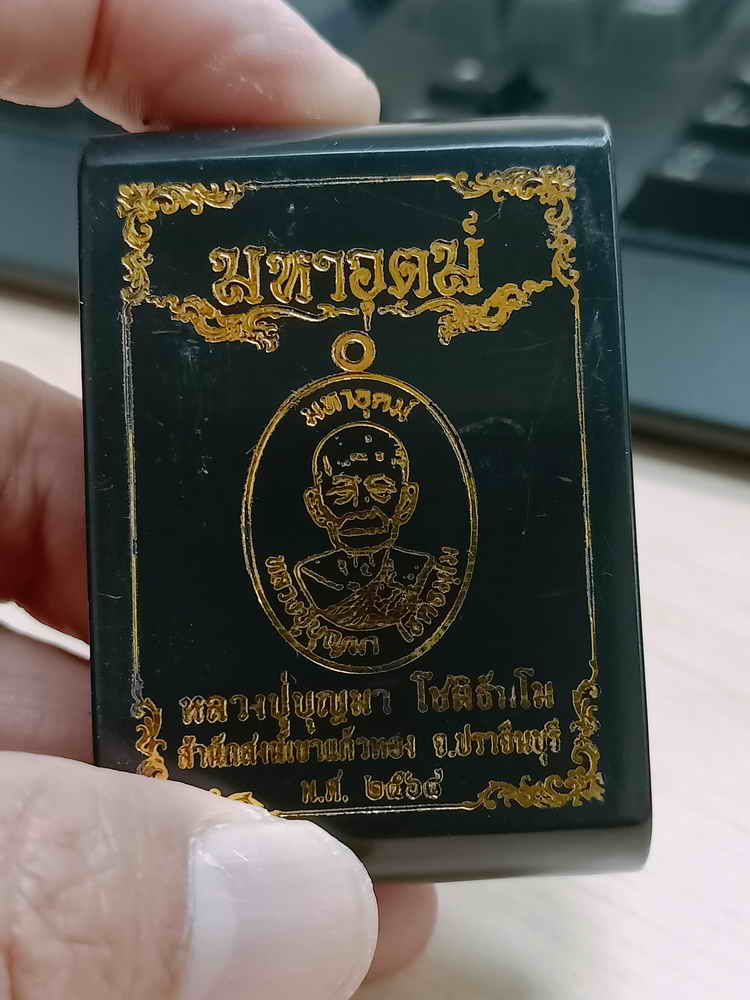 มหาอุตม์
มหาอุตม์
หลวงปู่บุญมา โชติธมฺโม
หลวงปู่บุญมา โชติธมฺโม
สำนักสงฆ์เขาแก้วทอง จ.ปราจีนบุรี
พ.ศ. ๒๕๖๔